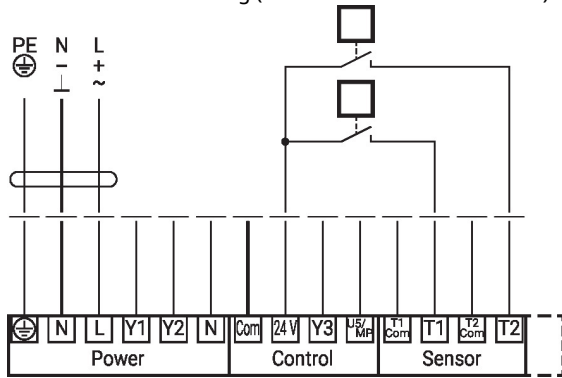 PE N L
– +
⊥ ~
⏚ N L Y1 Y2 N Com 24 V Y3 U5/MP T1 Com T1 T2 Com T2
Power Control Sensor